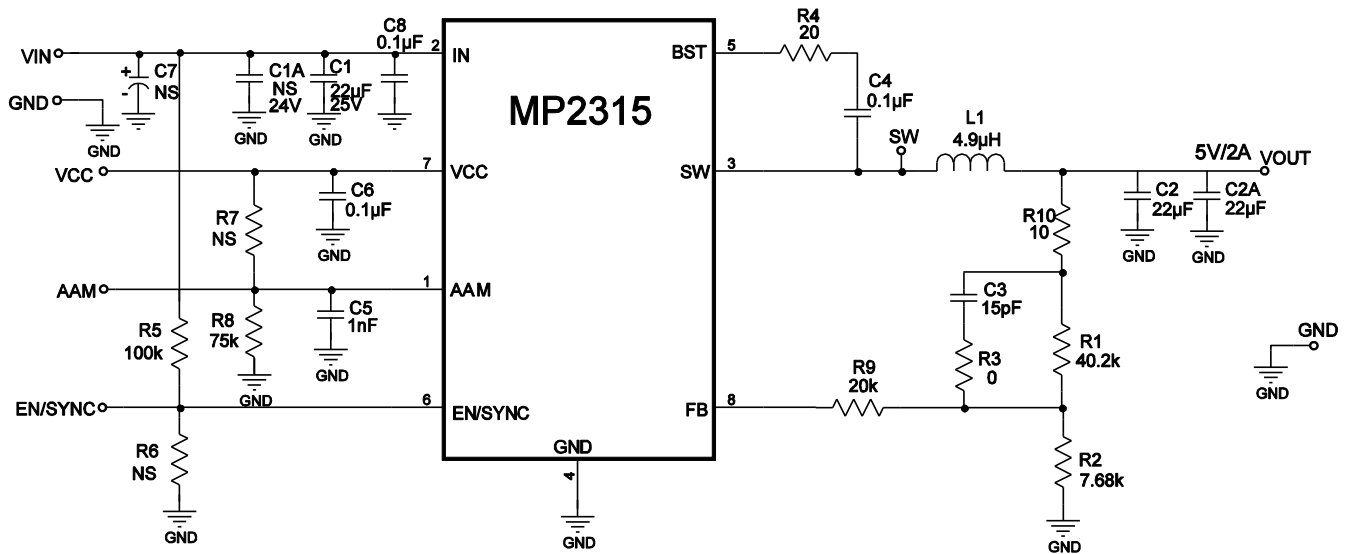 VIN
GND
GND
+
-
C7
NS
C1A
NS
24V
GND
C1
22µF
25V
GND
C8
0.1µF
2
IN
MP2315
BST
5
R4
20
C4
0.1µF
SW
L1
4.9µH
5V/2A
VOUT
VCC
7
VCC
SW
3
R7
NS
C6
0.1µF
GND
R10
10
C2
22µF
GND
C2A
22µF
GND
AAM
1
AAM
R5
100k
R8
75k
GND
C5
1nF
GND
C3
15pF
R3
0
R1
40.2k
GND
GND
EN/SYNC
6
EN/SYNC
FB
8
R9
20k
R6
NS
GND
GND
4
GND
R2
7.68k
GND